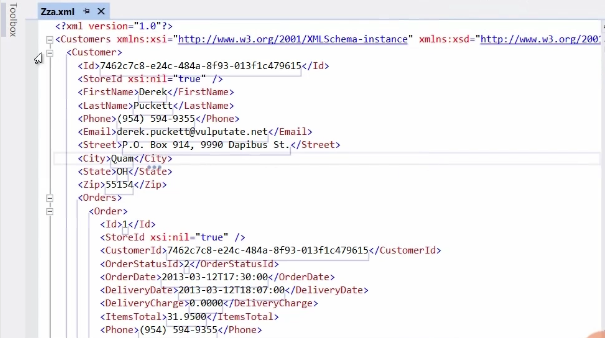 Toolbox
Zza.xml
<?xml version="1.0"?>
<Customers xmlns:xsi="http://www.w3.org/2001/XMLSchema-instance" xmlns:xsd="http://www.w3.org/200
<Customer>
<Id>7462c7c8-e24c-484a-8f93-013f1c479615</Id>
<StoreId xsi:nil="true" />
<FirstName>Derek</FirstName>
<LastName>Puckett</LastName>
<Phone>(954) 594-9355</Phone>
<Email>derek.puckett@vulputate.net</Email>
<Street>P.O. Box 914, 9990 Dapibus St.</Street>
<City>Quam</City>
<State>OH</State>
<Zip>55154</Zip>
<Orders>
<Order>
<Id>1</Id>
<StoreId xsi:nil="true" />
<CustomerId>7462c7c8-e24c-484a-8f93-013f1c479615</CustomerId>
<OrderStatusId>2</OrderStatusId>
<OrderDate>2013-03-12T17:30:00</OrderDate>
<DeliveryDate>2013-03-12T18:07:00</DeliveryDate>
<DeliveryCharge>0.0000</DeliveryCharge>
<ItemsTotal>31.9500</ItemsTotal>
<Phone>(954) 594-9355</Phone>